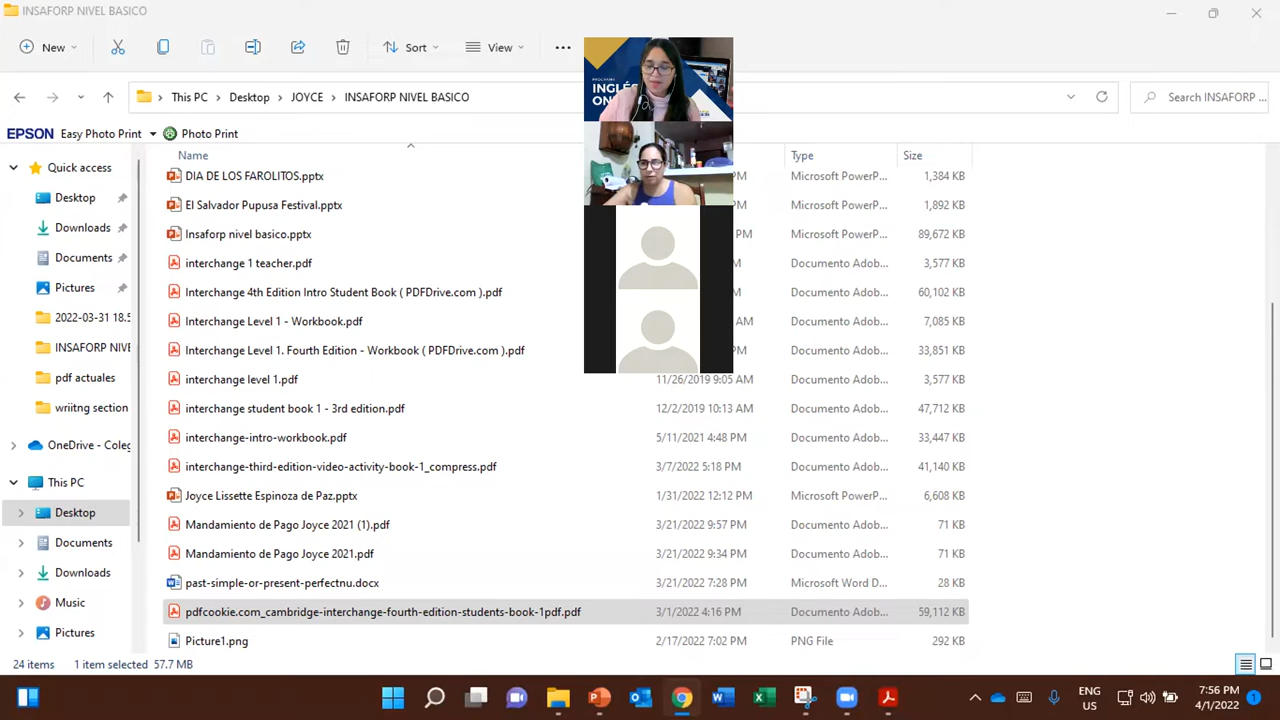 INSAFORP NIVEL BASICO
New
Sort
View
This PC
Desktop
JOYCE
INSAFORP NIVEL BASICO
Search INSAFORP ...
EPSON Easy Photo Print
Photo Print
Quick access
Desktop
Downloads
Documents
Pictures
2022-03-31 18.5
INSAFORP NIVE
pdf actuales
wriitng section
OneDrive - Coleg
This PC
Desktop
Documents
Downloads
Music
Pictures
Name Type Size
DIA DE LOS FAROLITOS.pptx M Microsoft PowerP... 1,384 KB
El Salvador Pupusa Festival.pptx M Microsoft PowerP... 1,892 KB
Insaforp nivel basico.pptx PM Microsoft PowerP... 89,672 KB
interchange 1 teacher.pdf M Documento Adob... 3,577 KB
Interchange 4th Edition Intro Student Book ( PDFDrive.com ).pdf Documento Adob... 60,102 KB
Interchange Level 1 - Workbook.pdf AM Documento Adob... 7,085 KB
Interchange Level 1. Fourth Edition - Workbook ( PDFDrive.com ).pdf PM Documento Adob... 33,851 KB
interchange level 1.pdf 11/26/2019 9:05 AM Documento Adob... 3,577 KB
interchange student book 1 - 3rd edition.pdf 12/2/2019 10:13 AM Documento Adob... 47,712 KB
interchange-intro-workbook.pdf 5/11/2021 4:48 PM Documento Adob... 33,447 KB
interchange-third-edition-video-activity-book-1_compress.pdf 3/7/2022 5:18 PM Documento Adob... 41,140 KB
Joyce Lissette Espinoza de Paz.pptx 1/31/2022 12:12 PM Microsoft PowerP... 6,608 KB
Mandamiento de Pago Joyce 2021 (1).pdf 3/21/2022 9:57 PM Documento Adob... 71 KB
Mandamiento de Pago Joyce 2021.pdf 3/21/2022 9:34 PM Documento Adob... 71 KB
past-simple-or-present-perfectnu.docx 3/21/2022 7:28 PM Microsoft Word D... 28 KB
pdfcookie.com_cambridge-interchange-fourth-edition-students-book-1pdf.pdf 3/1/2022 4:16 PM Documento Adob... 59,112 KB
Picture1.png 2/17/2022 7:02 PM PNG File 292 KB
INGLÉS
ON
24 items 1 item selected 57.7 MB
ENG
US
7:56 PM
4/1/2022
1